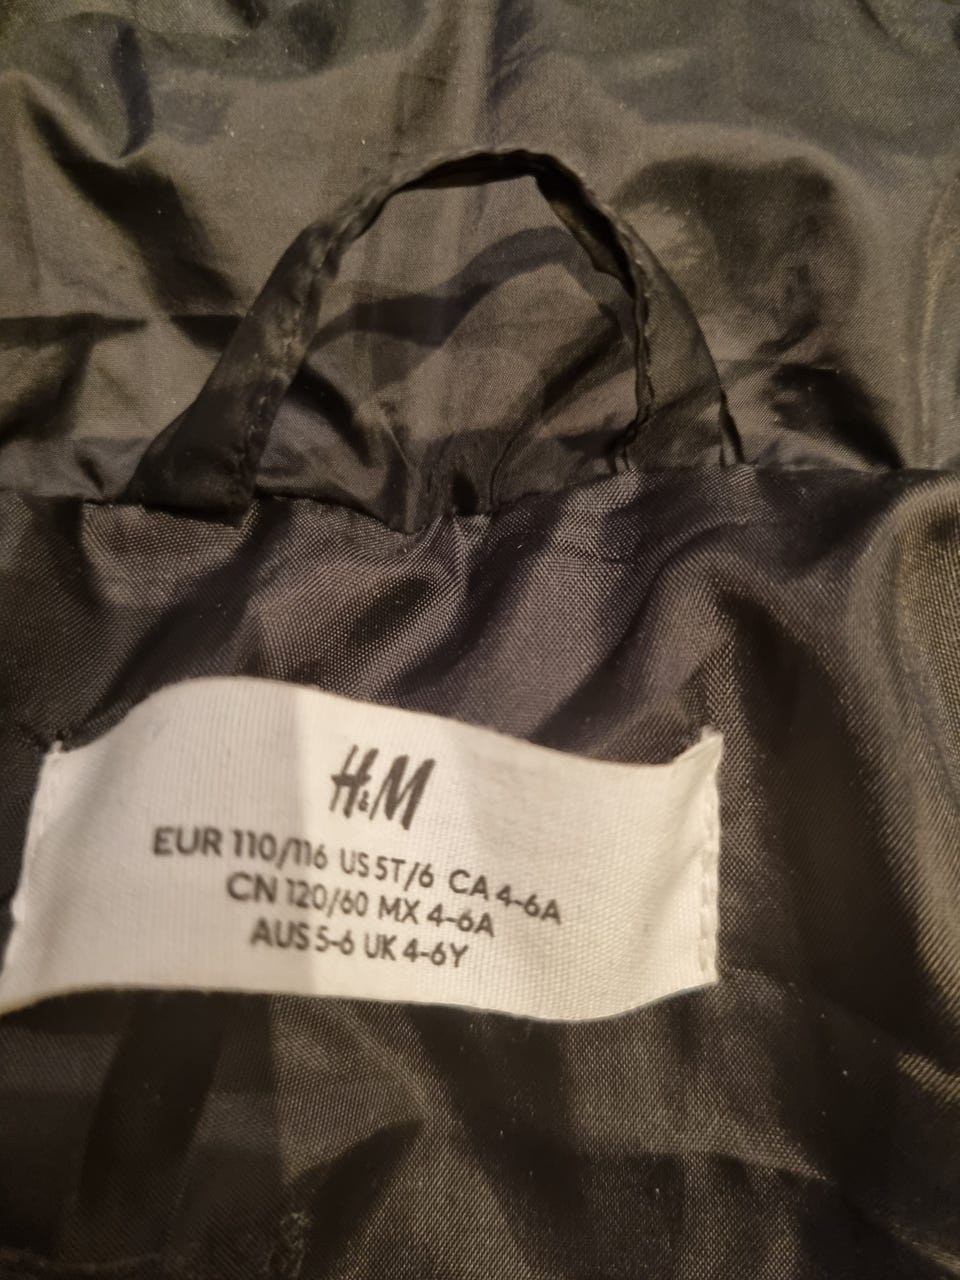 H&M
EUR 110/116 US 5T/6 CA 4-6A
CN 120/60 MX 4-6A
AUS 5-6 UK 4-6Y